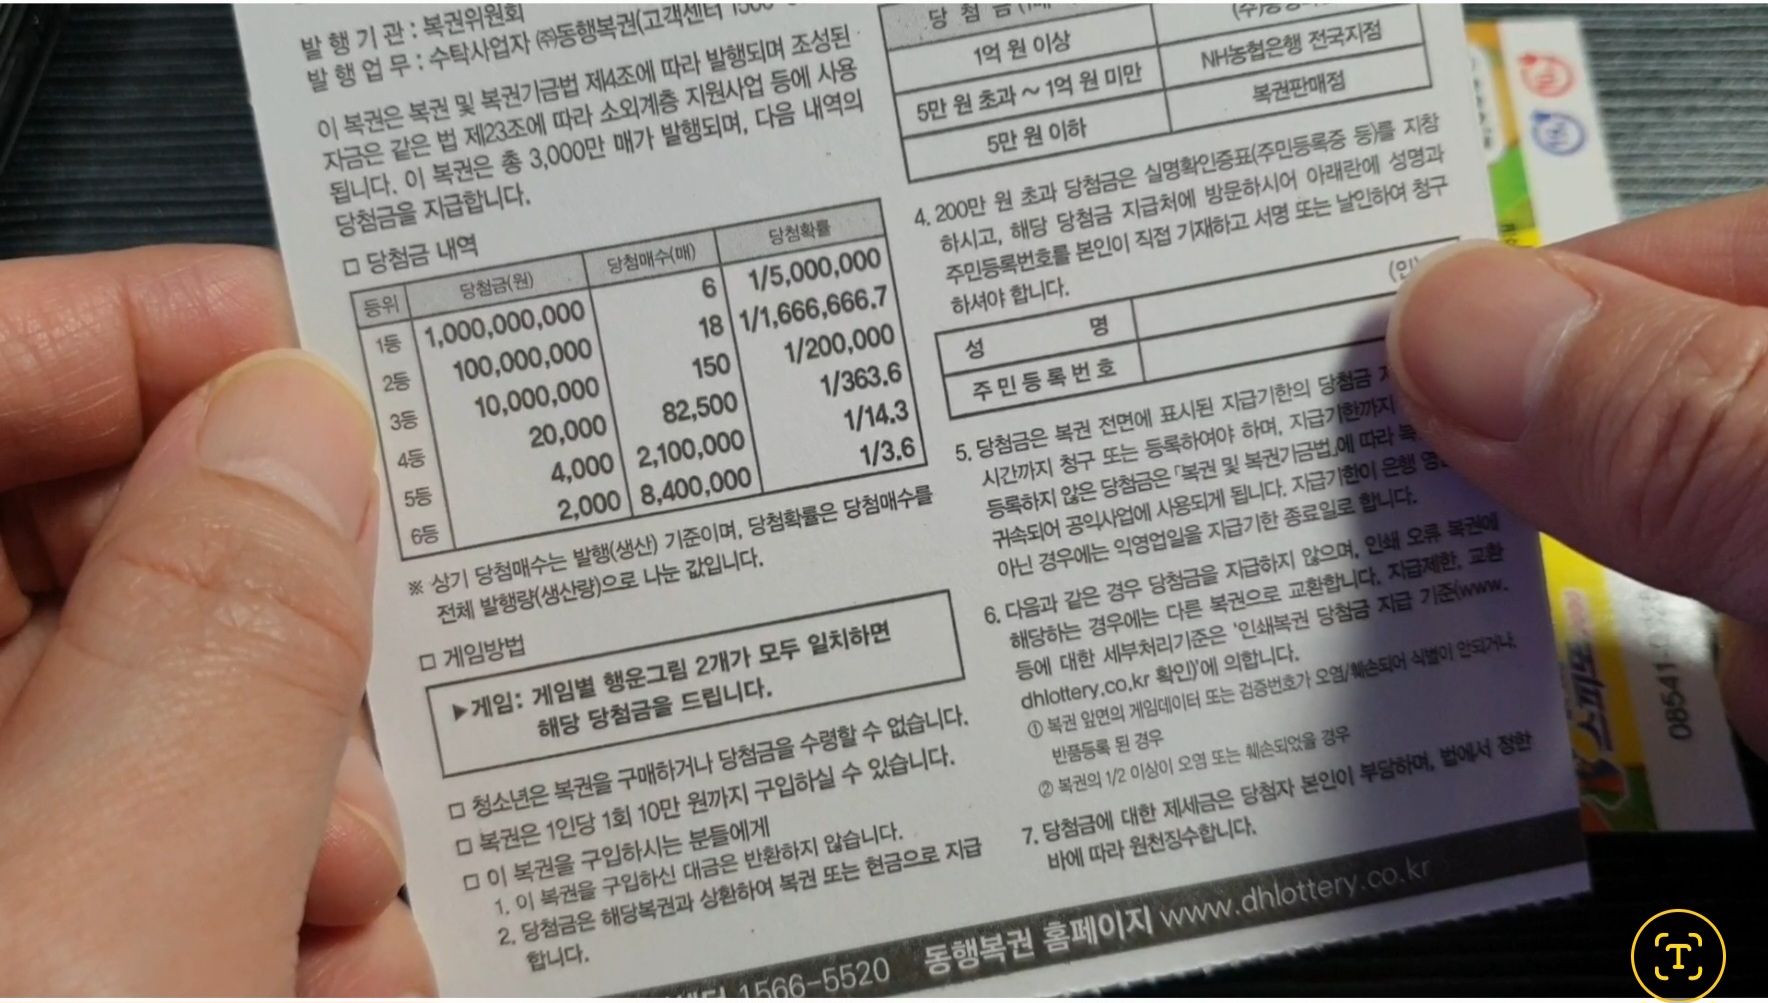 발 행 기 관 : 복권위원회
발 행 업 무 : 수탁사업자 ㈜동행복권(고객센터
이 복권은 복권 및 복권기금법 제4조에 따라 발행되며 조성된
자금은 같은 법 제23조에 따라 소외계층 지원사업 등에 사용
됩니다. 이 복권은 총 3,000만 매가 발행되며, 다음 내역의
당첨금을 지급합니다.
□ 당첨금 내역
등위 당첨금(원) 당첨매수(매) 당첨확률
1등 1,000,000,000 6 1/5,000,000
2등 100,000,000 18 1/1,666,666.7
3등 10,000,000 150 1/200,000
4등 20,000 82,500 1/363.6
5등 4,000 2,100,000 1/14.3
6등 2,000 8,400,000 1/3.6
※ 상기 당첨매수는 발행(생산) 기준이며, 당첨확률은 당첨매수를
전체 발행량(생산량)으로 나눈 값입니다.
□ 게임방법
▶게임: 게임별 행운그림 2개가 모두 일치하면
해당 당첨금을 드립니다.
□ 청소년은 복권을 구매하거나 당첨금을 수령할 수 없습니다.
□ 복권은 1인당 1회 10만 원까지 구입하실 수 있습니다.
□ 이 복권을 구입하시는 분들에게
1. 이 복권을 구입하신 대금은 반환하지 않습니다.
2. 당첨금은 해당복권과 상환하여 복권 또는 현금으로 지급
합니다.
당 첨 금
1억 원 이상 NH농협은행 전국지점
5만 원 초과 ~ 1억 원 미만
5만 원 이하 복권판매점
4. 200만 원 초과 당첨금은 실명확인증표(주민등록증 등)를 지참
하시고, 해당 당첨금 지급처에 방문하시어 아래란에 성명과
주민등록번호를 본인이 직접 기재하고 서명 또는 날인하여 청구
하셔야 합니다.
성 명 (인)
주 민 등 록 번 호
5. 당첨금은 복권 전면에 표시된 지급기한의 당첨금
시간까지 청구 또는 등록하여야 하며, 지급기한까지
등록하지 않은 당첨금은 「복권 및 복권기금법」에 따라
귀속되어 공익사업에 사용되게 됩니다. 지급기한이 은행
아닌 경우에는 익영업일을 지급기한 종료일로 합니다.
6. 다음과 같은 경우 당첨금을 지급하지 않으며, 인쇄 오류 복권에
해당하는 경우에는 다른 복권으로 교환합니다. 지급제한, 교환
등에 대한 세부처리기준은 '인쇄복권 당첨금 지급 기준(www.
dhlottery.co.kr 확인)'에 의합니다.
① 복권 앞면의 게임데이터 또는 검증번호가 오염/훼손되어 식별이 안되거나,
반품등록 된 경우
② 복권의 1/2 이상이 오염 또는 훼손되었을 경우
7. 당첨금에 대한 제세금은 당첨자 본인이 부담하며, 법에서 정한
바에 따라 원천징수합니다.
1566-5520 동행복권 홈페이지 www.dhlottery.co.kr
스피또
08541